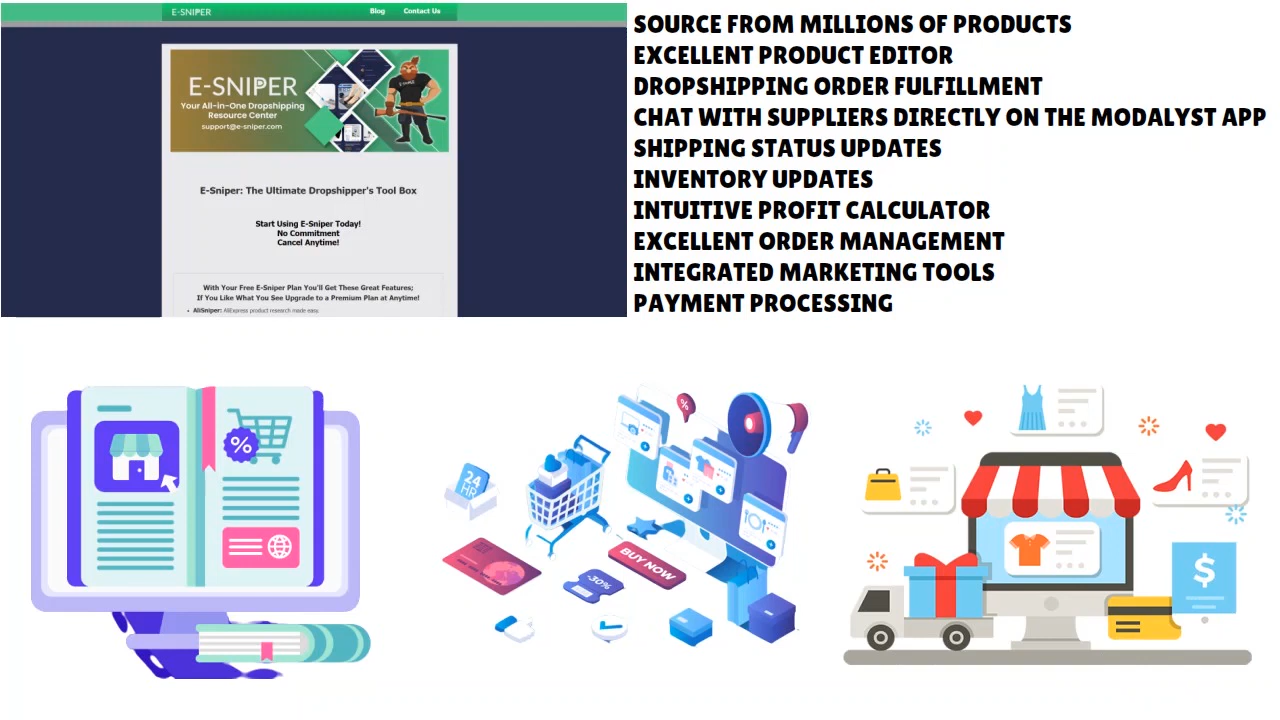 E-SNIPER
Blog
Contact Us
E-SNIPER
Your All-in-One Dropshipping
Resource Center
support@e-sniper.com
E-Sniper: The Ultimate Dropshipper's Tool Box
Start Using E-Sniper Today!
No Commitment
Cancel Anytime!
With Your Free E-Sniper Plan You'll Get These Great Features;
If You Like What You See Upgrade to a Premium Plan at Anytime!
• AliSniper: AliExpress product research made easy.
SOURCE FROM MILLIONS OF PRODUCTS
EXCELLENT PRODUCT EDITOR
DROPSHIPPING ORDER FULFILLMENT
CHAT WITH SUPPLIERS DIRECTLY ON THE MODALYST APP
SHIPPING STATUS UPDATES
INVENTORY UPDATES
INTUITIVE PROFIT CALCULATOR
EXCELLENT ORDER MANAGEMENT
INTEGRATED MARKETING TOOLS
PAYMENT PROCESSING
%
%
24
HR
BUY NOW
-30%
$